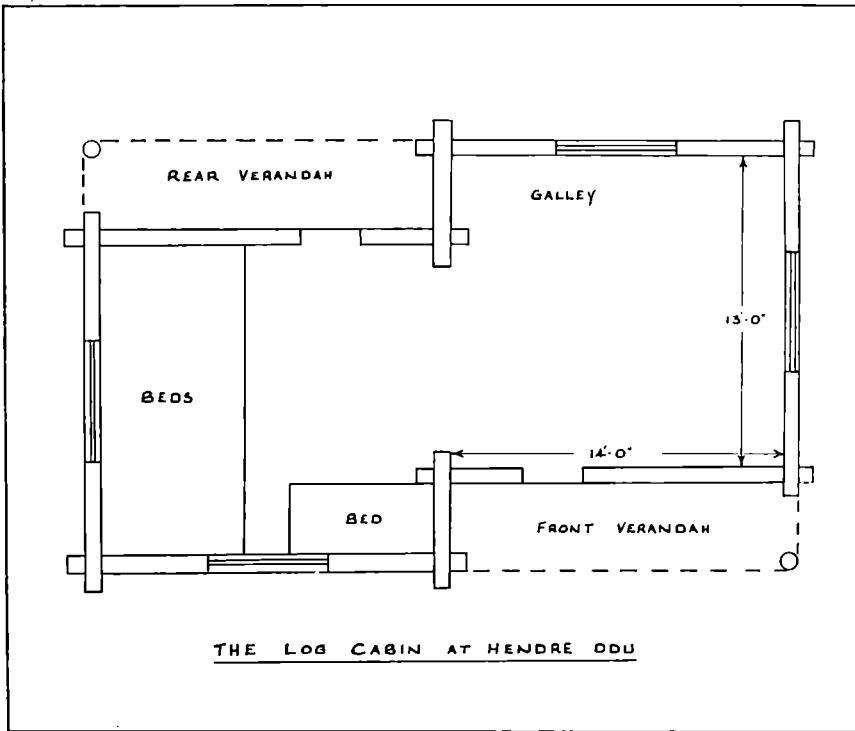 REAR VERANDAH
GALLEY
13'-0"
BEDS
14'-0"
BED
FRONT VERANDAH
THE LOG CABIN AT HENDRE DDU